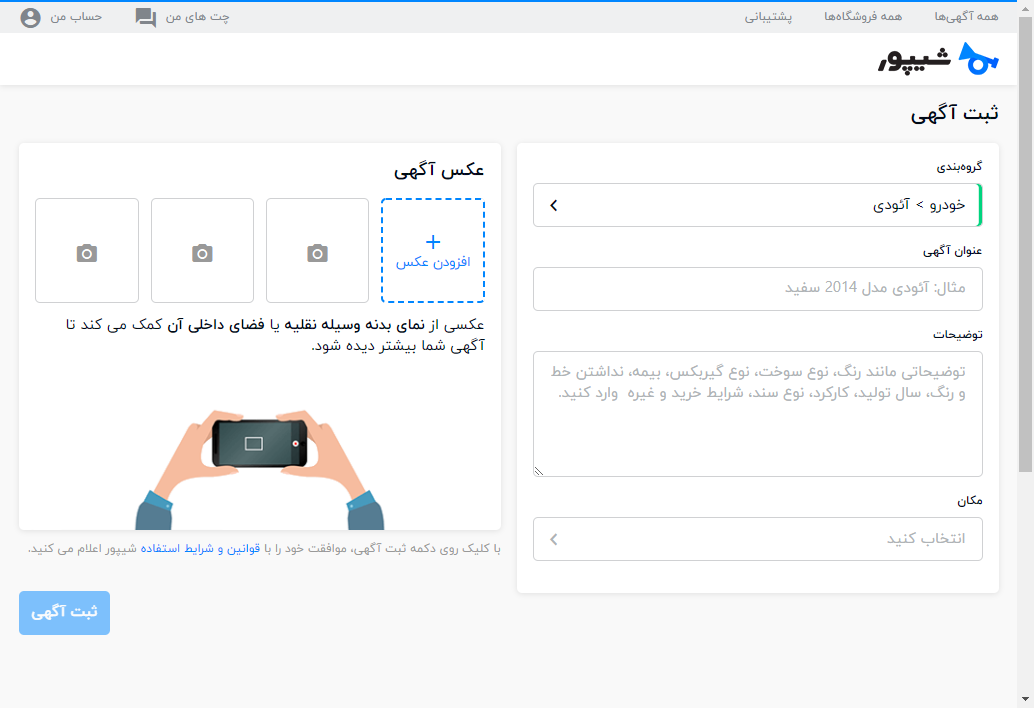 همه آگهی‌ها
همه فروشگاه‌ها
پشتیبانی
چت های من
حساب من
شیپور
ثبت آگهی
گروه‌بندی
خودرو > آئودی
عنوان آگهی
مثال: آئودی مدل 2014 سفید
توضیحات
توضیحاتی مانند رنگ، نوع سوخت، نوع گیربکس، بیمه، نداشتن خط
و رنگ، سال تولید، کارکرد، نوع سند، شرایط خرید و غیره وارد کنید.
مکان
انتخاب کنید
عکس آگهی
+
افزودن عکس
عکسی از نمای بدنه وسیله نقلیه یا فضای داخلی آن کمک می کند تا
آگهی شما بیشتر دیده شود.
با کلیک روی دکمه ثبت آگهی، موافقت خود را با قوانین و شرایط استفاده شیپور اعلام می کنید.
ثبت آگهی